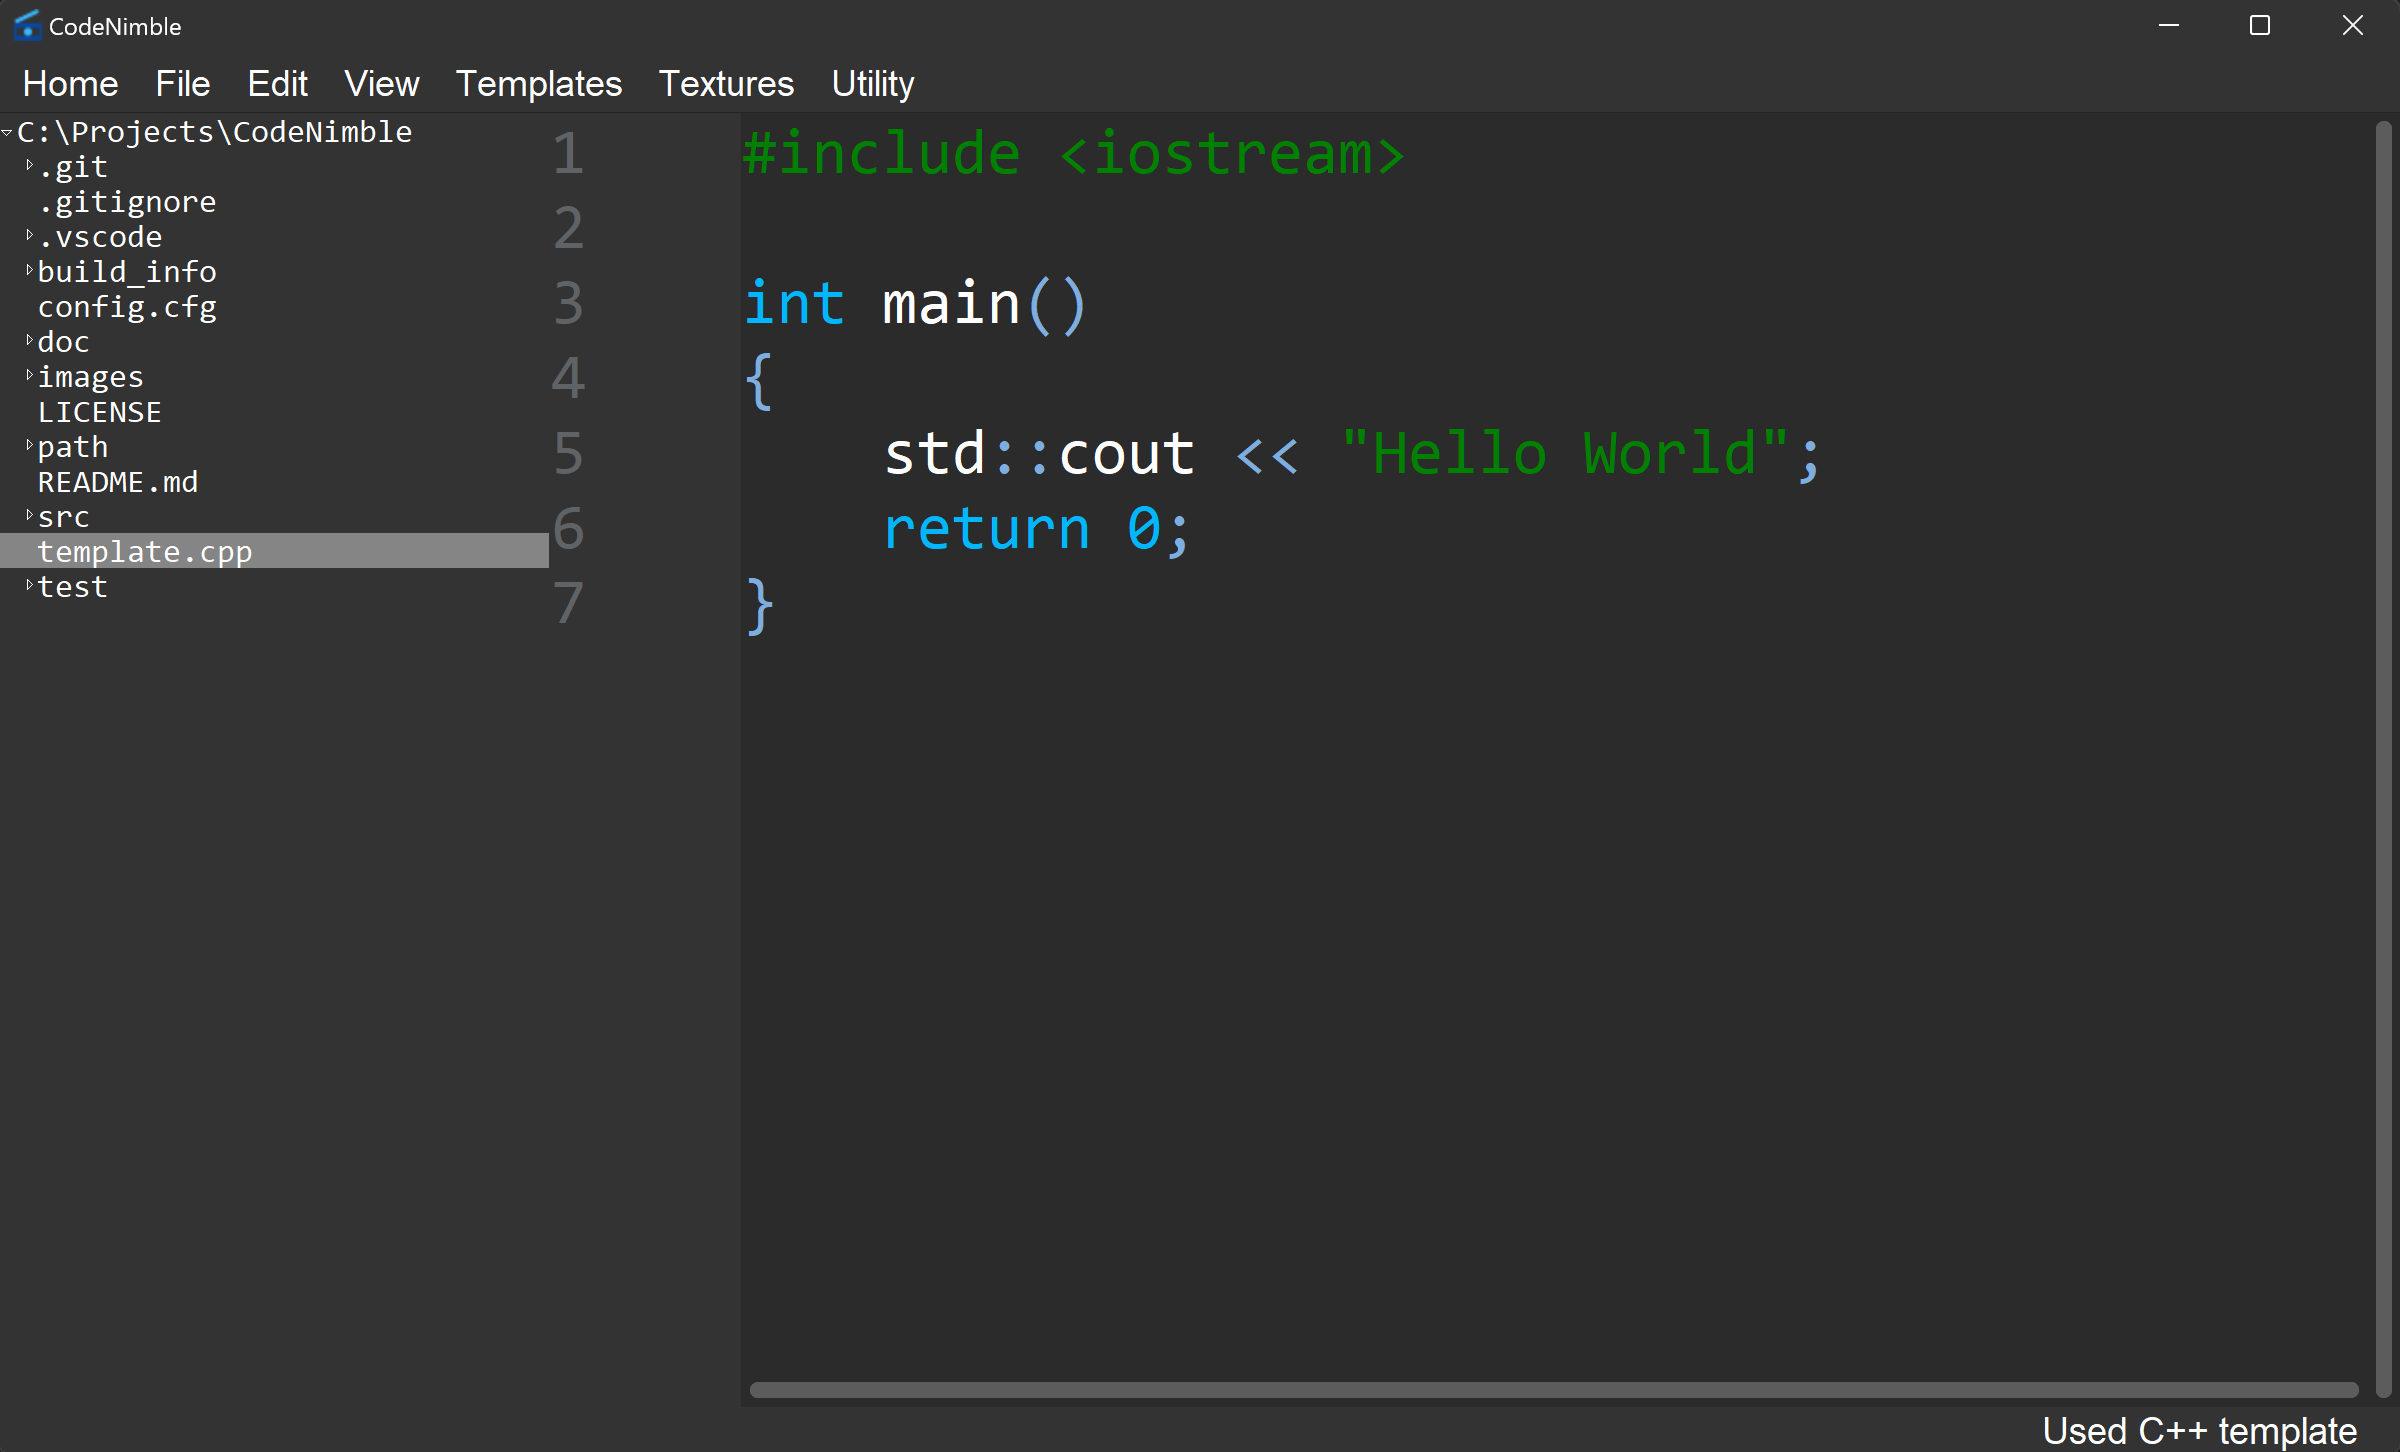 CodeNimble
Home File Edit View Templates Textures Utility
C:\Projects\CodeNimble
.git
.gitignore
.vscode
build_info
config.cfg
doc
images
LICENSE
path
README.md
src
template.cpp
test
1 #include <iostream>
2
3 int main()
4 {
5     std::cout << "Hello World";
6     return 0;
7 }
Used C++ template